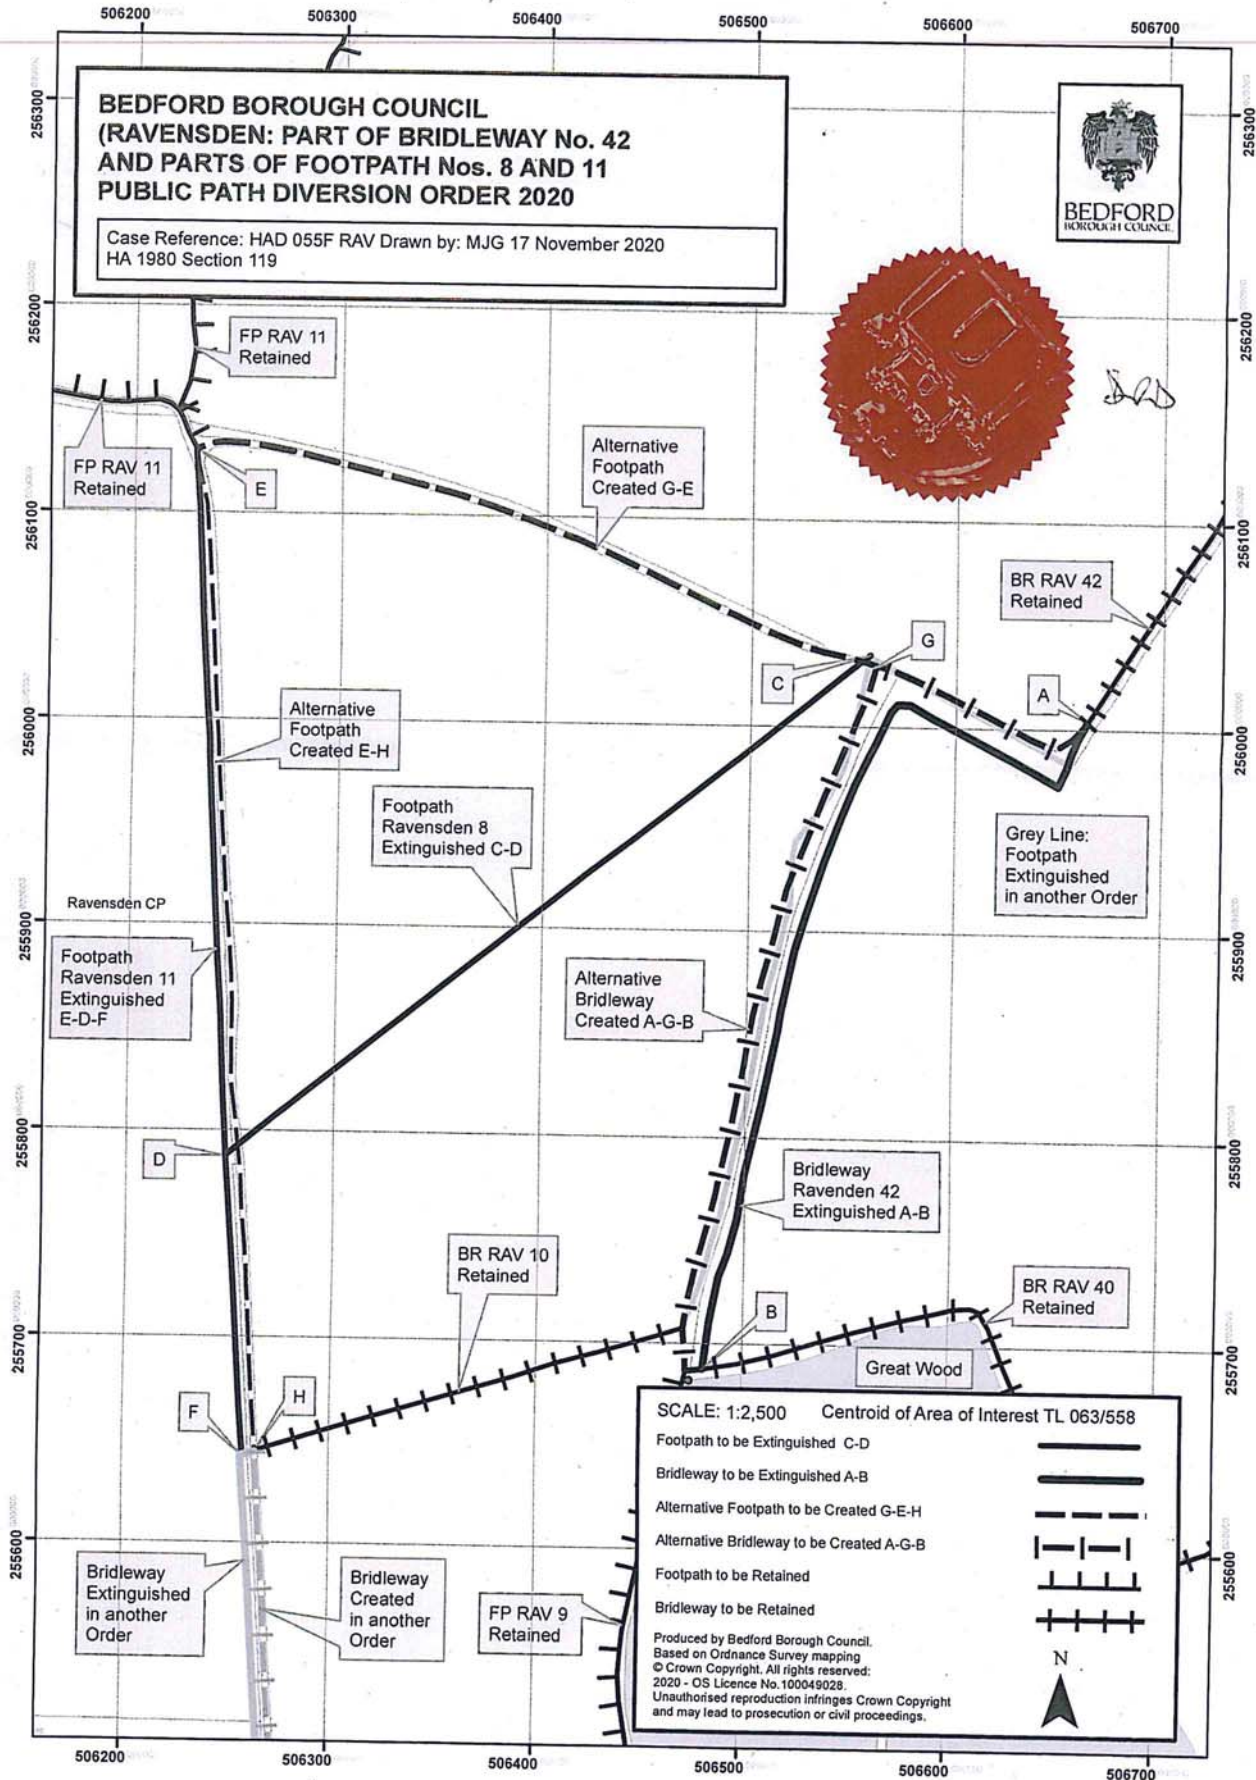 506200
506300
506400
506500
506600
506700
256300
256300
BEDFORD BOROUGH COUNCIL
(RAVENSDEN: PART OF BRIDLEWAY No. 42
AND PARTS OF FOOTPATH Nos. 8 AND 11
PUBLIC PATH DIVERSION ORDER 2020
Case Reference: HAD 055F RAV Drawn by: MJG 17 November 2020
HA 1980 Section 119
BEDFORD
BOROUGH COUNCIL
256200
256200
FP RAV 11
Retained
FP RAV 11
Retained
E
Alternative
Footpath
Created G-E
256100
256100
BR RAV 42
Retained
G
C
A
256000
256000
Alternative
Footpath
Created E-H
Footpath
Ravensden 8
Extinguished C-D
Grey Line:
Footpath
Extinguished
in another Order
Ravensden CP
255900
255900
Footpath
Ravensden 11
Extinguished
E-D-F
Alternative
Bridleway
Created A-G-B
255800
255800
D
Bridleway
Ravenden 42
Extinguished A-B
BR RAV 10
Retained
BR RAV 40
Retained
B
255700
255700
Great Wood
F
H
SCALE: 1:2,500 Centroid of Area of Interest TL 063/558
Footpath to be Extinguished C-D
Bridleway to be Extinguished A-B
Alternative Footpath to be Created G-E-H
Alternative Bridleway to be Created A-G-B
Footpath to be Retained
Bridleway to be Retained
Produced by Bedford Borough Council.
Based on Ordnance Survey mapping
© Crown Copyright. All rights reserved:
2020 - OS Licence No.100049028.
Unauthorised reproduction infringes Crown Copyright
and may lead to prosecution or civil proceedings.
N
255600
255600
Bridleway
Extinguished
in another
Order
Bridleway
Created
in another
Order
FP RAV 9
Retained
506200
506300
506400
506500
506600
506700